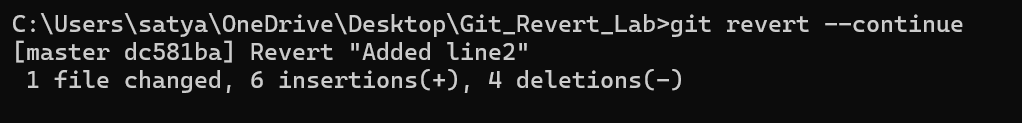 C:\Users\satya\OneDrive\Desktop\Git_Revert_Lab>git revert --continue
[master dc581ba] Revert "Added line2"
 1 file changed, 6 insertions(+), 4 deletions(-)